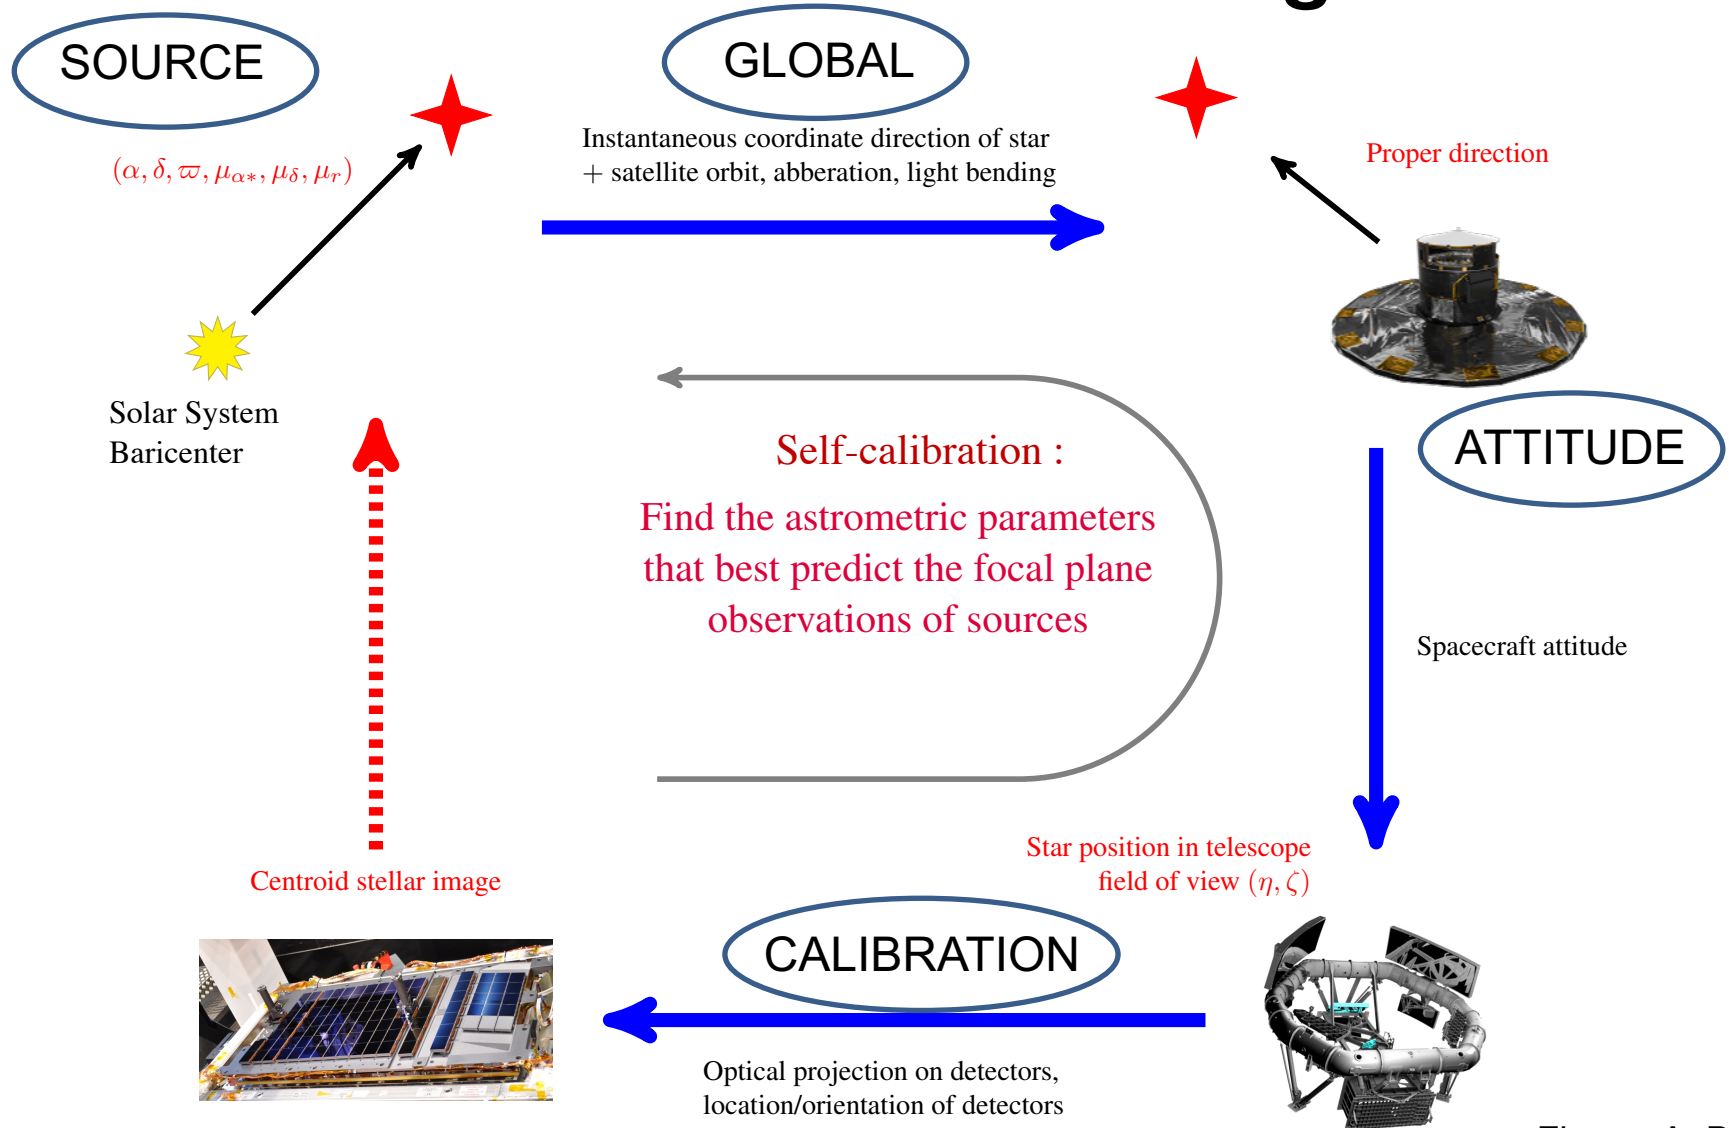 SOURCE
GLOBAL
Instantaneous coordinate direction of star
+ satellite orbit, abberation, light bending
Proper direction
(α, δ, ϖ, μα∗, μδ, μr)
Solar System
Baricenter
ATTITUDE
Self-calibration :
Find the astrometric parameters
that best predict the focal plane
observations of sources
Spacecraft attitude
Star position in telescope
field of view (η, ζ)
Centroid stellar image
CALIBRATION
Optical projection on detectors,
location/orientation of detectors